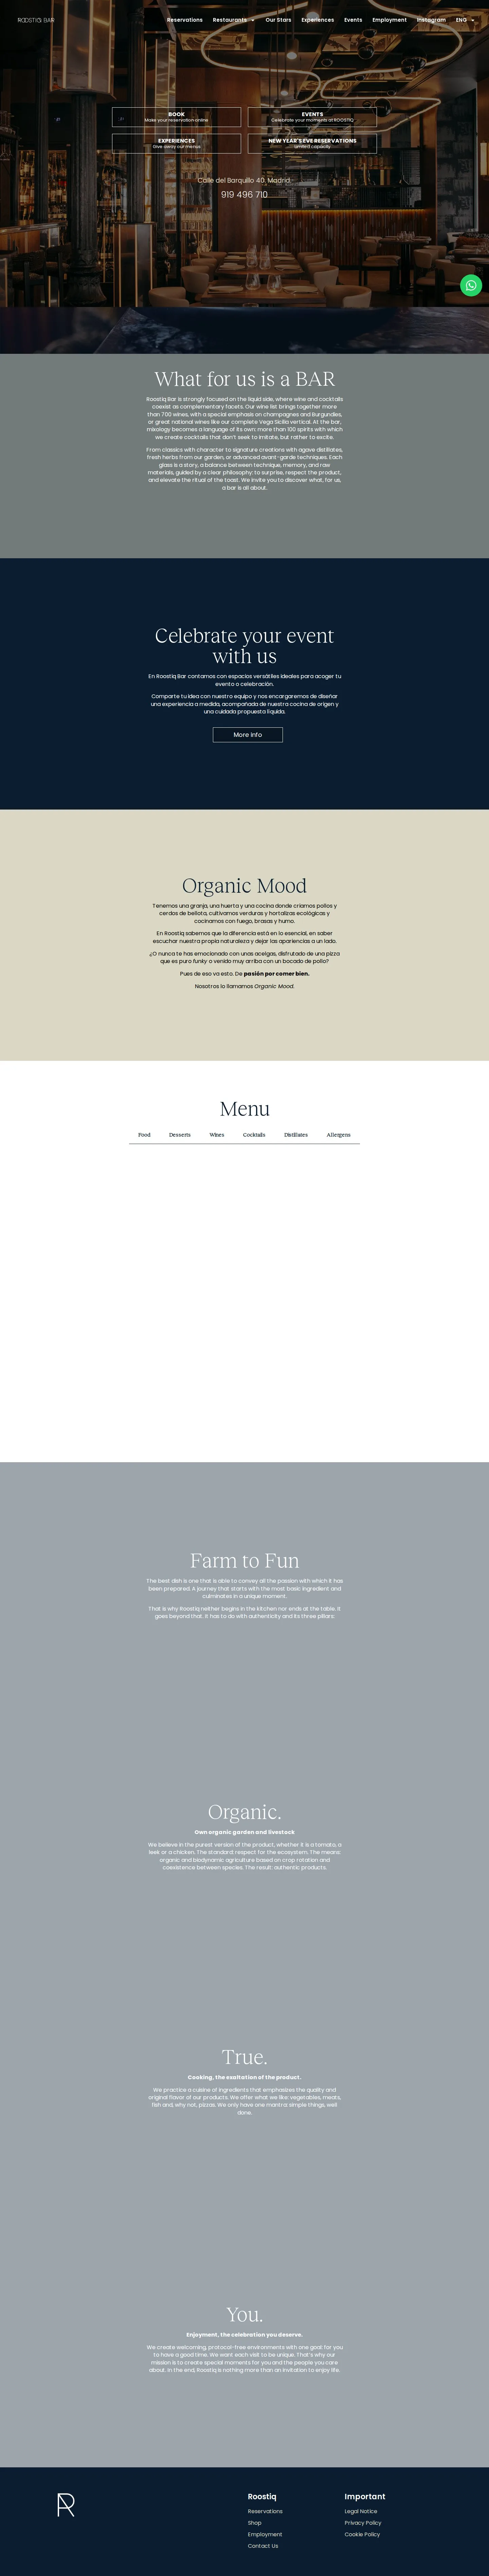 ROOSTIQ BAR
Reservations Restaurants Our Stars Experiences Events Employment Instagram ENG
BOOK
Make your reservation online
EVENTS
Celebrate your moments at ROOSTIQ
EXPERIENCES
Give away our menus
NEW YEAR'S EVE RESERVATIONS
Limited capacity
Calle del Barquillo 40. Madrid.
919 496 710
What for us is a BAR
Roostiq Bar is strongly focused on the liquid side, where wine and cocktails
coexist as complementary facets. Our wine list brings together more
than 700 wines, with a special emphasis on champagnes and Burgundies,
or great national wines like our complete Vega Sicilia vertical. At the bar,
mixology becomes a language of its own: more than 100 spirits with which
we create cocktails that don't seek to imitate, but rather to excite.
From classics with character to signature creations with agave distillates,
fresh herbs from our garden, or advanced avant-garde techniques. Each
glass is a story, a balance between technique, memory, and raw
materials, guided by a clear philosophy: to surprise, respect the product,
and elevate the ritual of the toast. We invite you to discover what, for us,
a bar is all about.
Celebrate your event
with us
En Roostiq Bar contamos con espacios versátiles ideales para acoger tu
evento o celebración.
Comparte tu idea con nuestro equipo y nos encargaremos de diseñar
una experiencia a medida, acompañada de nuestra cocina de origen y
una cuidada propuesta líquida.
More info
Organic Mood
Tenemos una granja, una huerta y una cocina donde criamos pollos y
cerdos de bellota, cultivamos verduras y hortalizas ecológicas y
cocinamos con fuego, brasas y humo.
En Roostiq sabemos que la diferencia está en lo esencial, en saber
escuchar nuestra propia naturaleza y dejar las apariencias a un lado.
¿O nunca te has emocionado con unas acelgas, disfrutado de una pizza
que es puro funky o venido muy arriba con un bocado de pollo?
Pues de eso va esto. De pasión por comer bien.
Nosotros lo llamamos Organic Mood.
Menu
Food Desserts Wines Cocktails Distillates Allergens
Farm to Fun
The best dish is one that is able to convey all the passion with which it has
been prepared. A journey that starts with the most basic ingredient and
culminates in a unique moment.
That is why Roostiq neither begins in the kitchen nor ends at the table. It
goes beyond that, it has to do with authenticity and its three pillars:
Organic.
Own organic garden and livestock
We believe in the purest version of the product, whether it is a tomato, a
leek or a chicken. The standard: respect for the ecosystem. The means:
organic and biodynamic agriculture based on crop rotation and
coexistence between species. The result: authentic products.
True.
Cooking, the exaltation of the product.
We practice a cuisine of ingredients that emphasizes the quality and
original flavor of our products. We offer what we like: vegetables, meats,
fish and, why not, pizzas. We only have one mantra: simple things, well
done.
You.
Enjoyment, the celebration you deserve.
We create welcoming, protocol-free environments with one goal: for you
to have a good time. We want each visit to be unique. That's why our
mission is to create special moments for you and the people you care
about. In the end, Roostiq is nothing more than an invitation to enjoy life.
Roostiq
Reservations
Shop
Employment
Contact Us
Important
Legal Notice
Privacy Policy
Cookie Policy